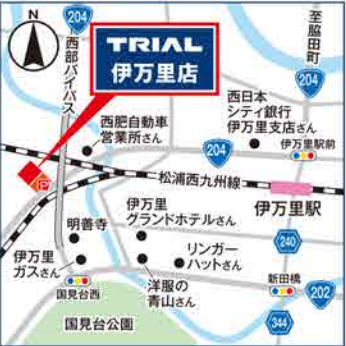 N
204
西部バイパス
TRIAL
伊万里店
至脇田町
204
西肥自動車
営業所さん
西日本
シティ銀行
伊万里支店さん
204
伊万里駅前
P
松浦西九州線
伊万里駅
明善寺
伊万里
グランドホテルさん
伊万里
ガスさん
リンガー
ハットさん
240
国見台西
洋服の
青山さん
新田橋
202
国見台公園
344